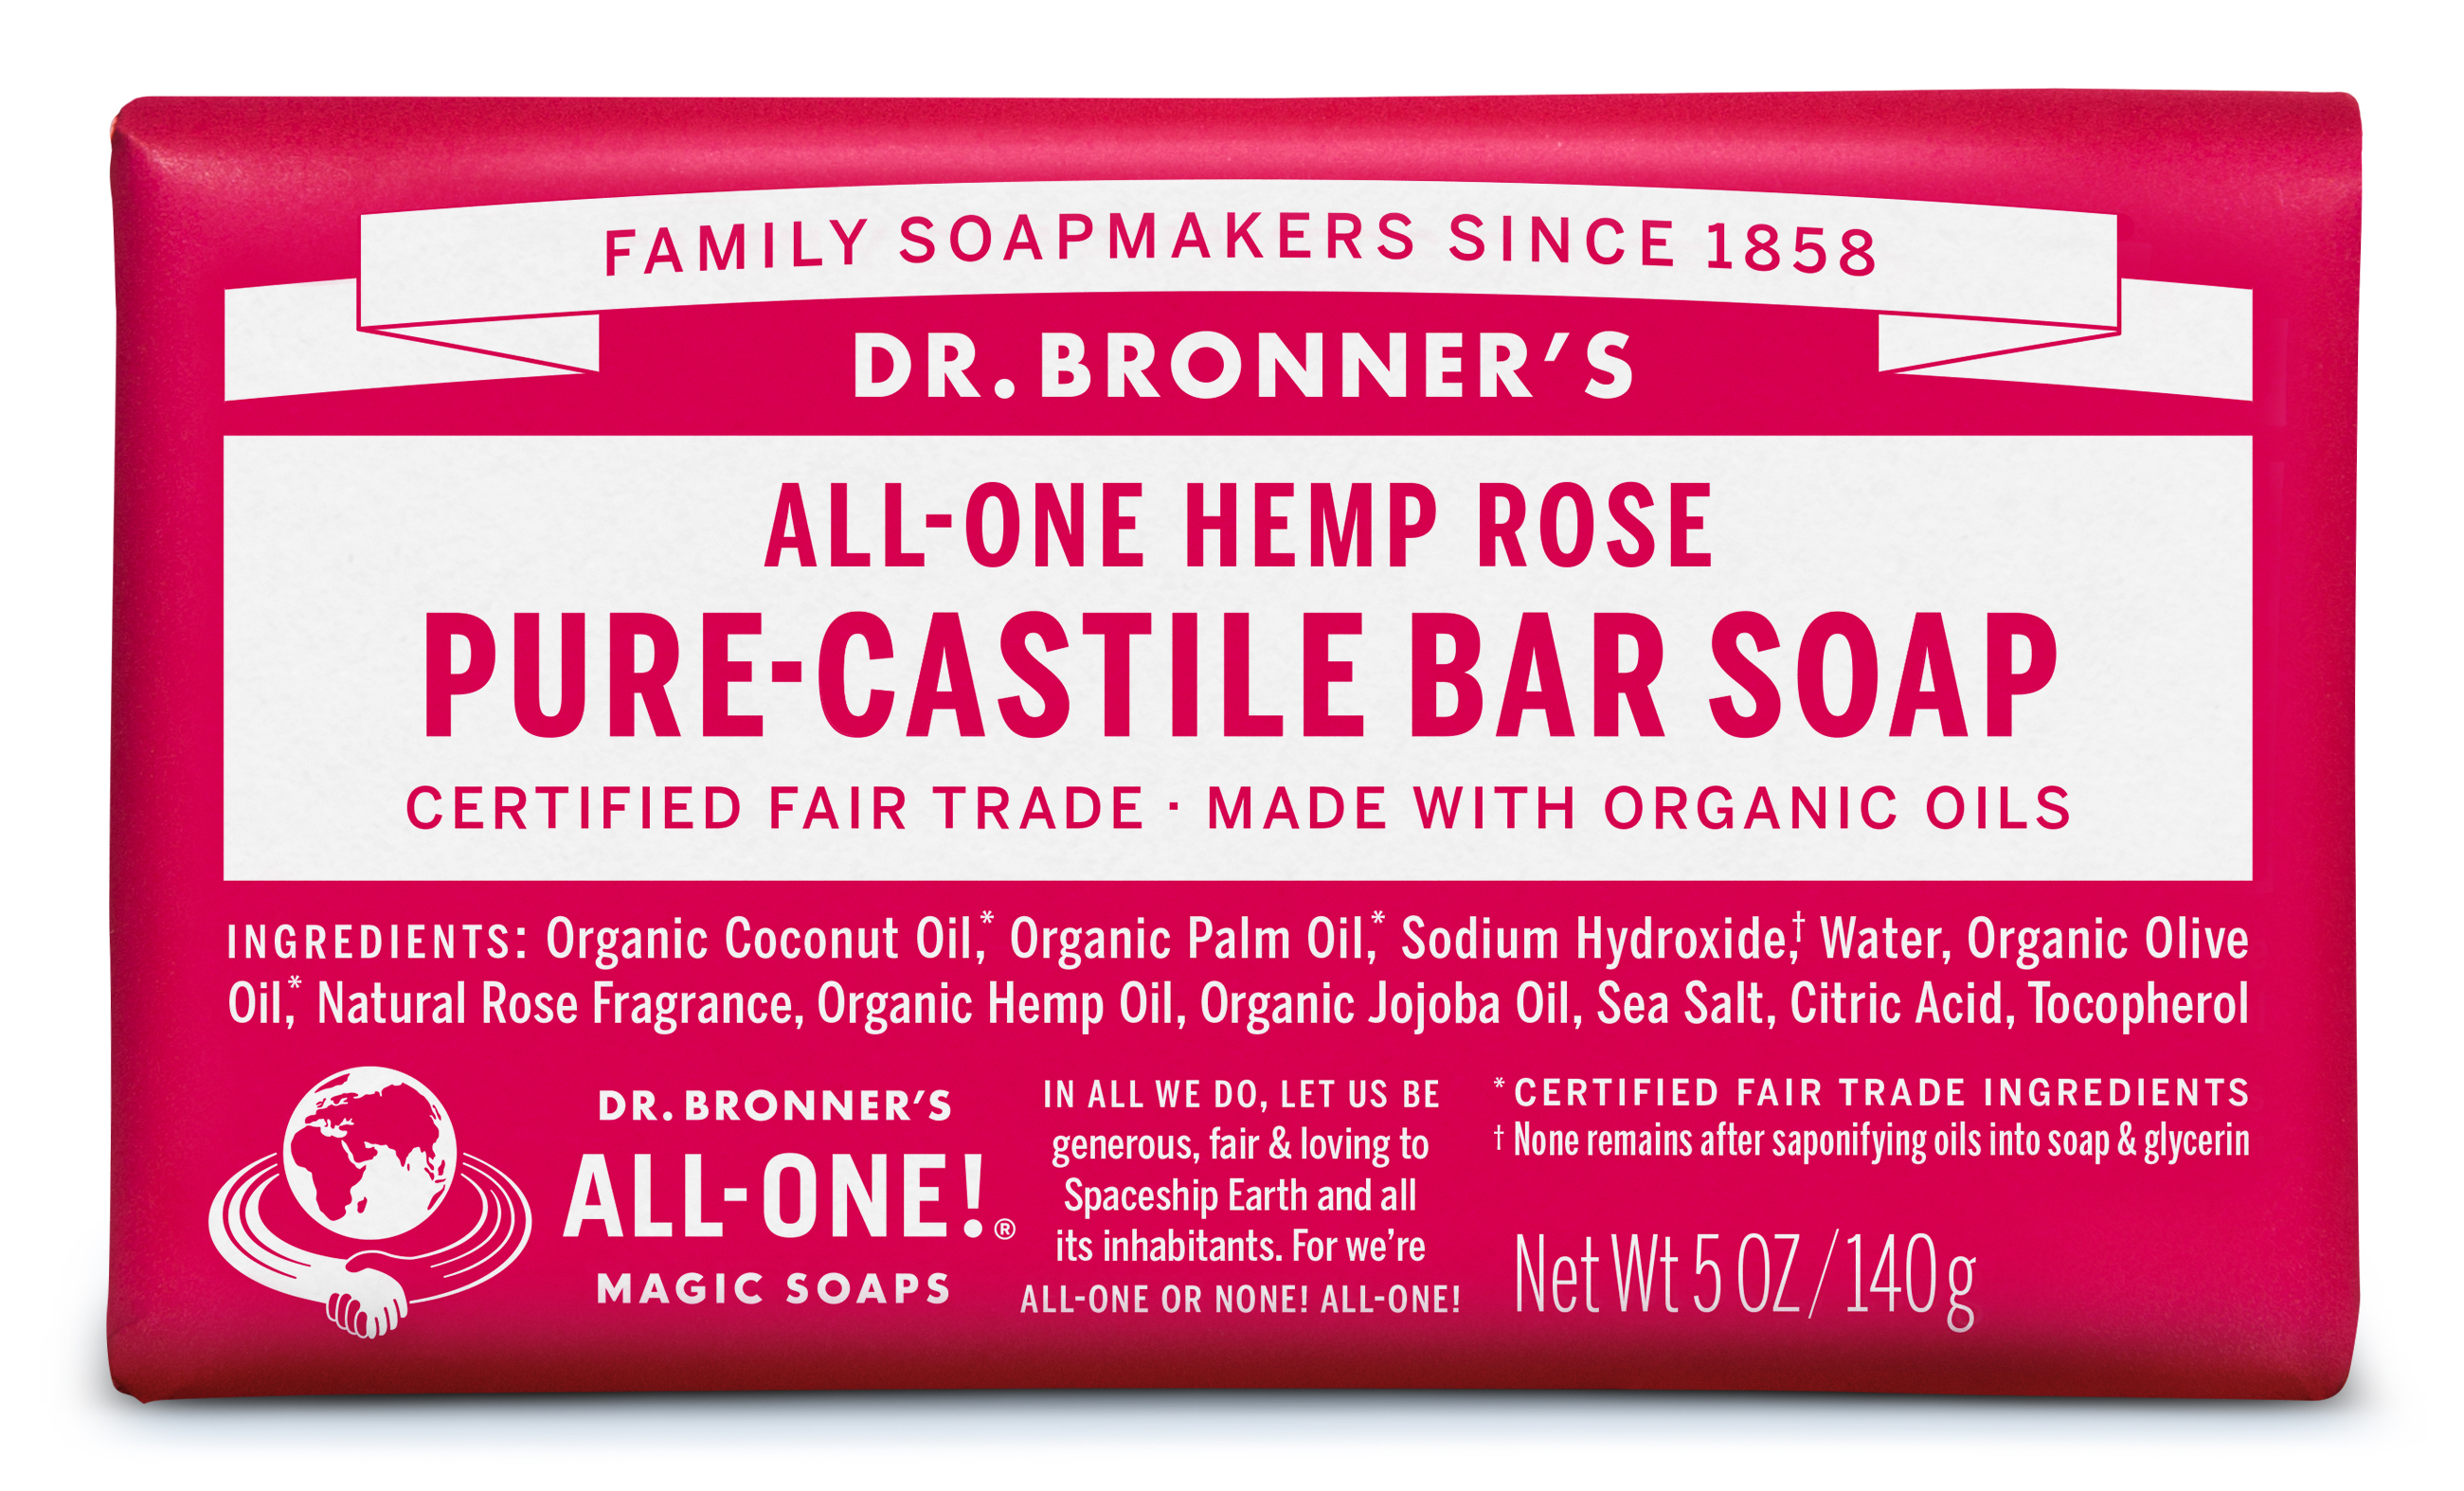 FAMILY SOAPMAKERS SINCE 1858
DR. BRONNER'S
ALL-ONE HEMP ROSE
PURE-CASTILE BAR SOAP
CERTIFIED FAIR TRADE · MADE WITH ORGANIC OILS
INGREDIENTS: Organic Coconut Oil,* Organic Palm Oil,* Sodium Hydroxide,† Water, Organic Olive
Oil,* Natural Rose Fragrance, Organic Hemp Oil, Organic Jojoba Oil, Sea Salt, Citric Acid, Tocopherol
DR. BRONNER'S
ALL-ONE!®
MAGIC SOAPS
IN ALL WE DO, LET US BE
generous, fair & loving to
Spaceship Earth and all
its inhabitants. For we're
ALL-ONE OR NONE! ALL-ONE!
* CERTIFIED FAIR TRADE INGREDIENTS
† None remains after saponifying oils into soap & glycerin
Net Wt 5 OZ/140g